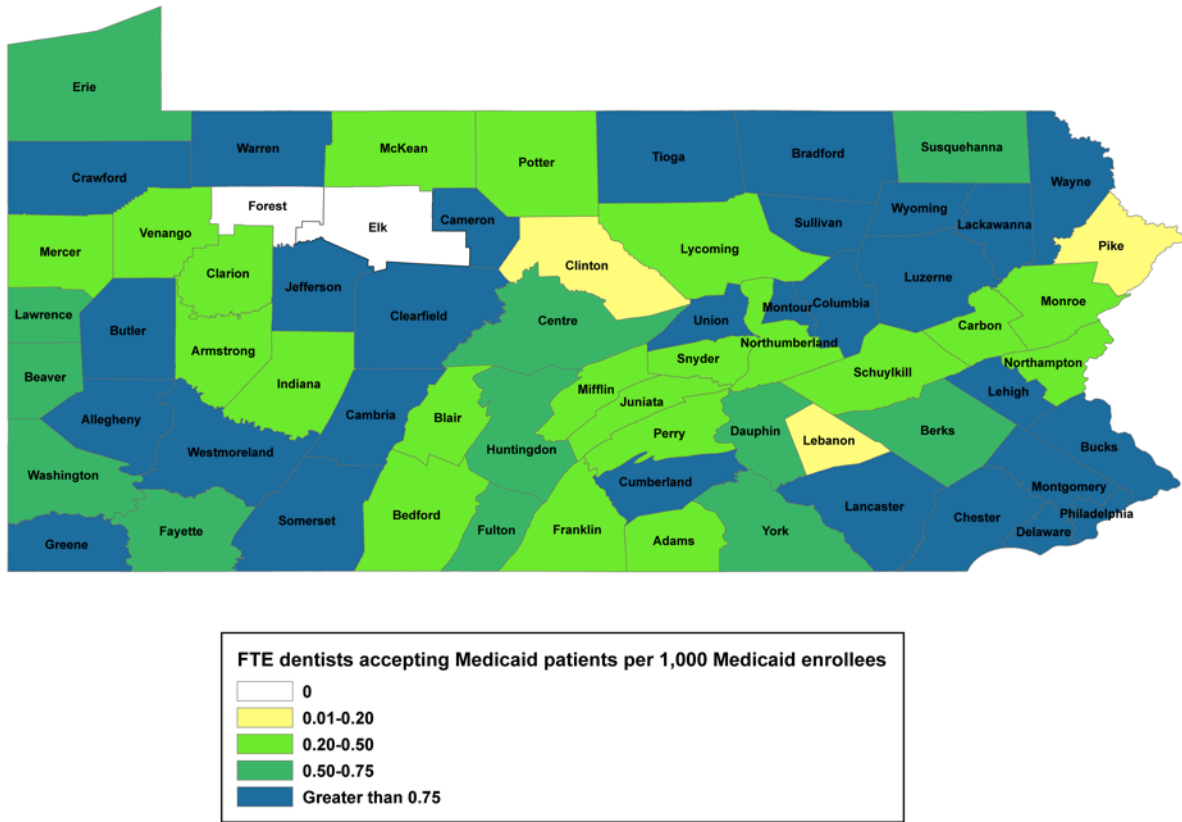 Erie
Warren
McKean
Potter
Tioga
Bradford
Susquehanna
Wayne
Crawford
Forest
Elk
Cameron
Sullivan
Wyoming
Lackawanna
Pike
Mercer
Venango
Clarion
Jefferson
Clearfield
Clinton
Lycoming
Luzerne
Monroe
Lawrence
Butler
Armstrong
Indiana
Centre
Union
Montour
Columbia
Carbon
Northampton
Beaver
Snyder
Northumberland
Schuylkill
Lehigh
Allegheny
Westmoreland
Cambria
Blair
Huntingdon
Mifflin
Juniata
Perry
Dauphin
Lebanon
Berks
Bucks
Washington
Fayette
Somerset
Bedford
Fulton
Franklin
Cumberland
Adams
York
Lancaster
Chester
Montgomery
Philadelphia
Delaware
Greene
FTE dentists accepting Medicaid patients per 1,000 Medicaid enrollees
0
0.01-0.20
0.20-0.50
0.50-0.75
Greater than 0.75